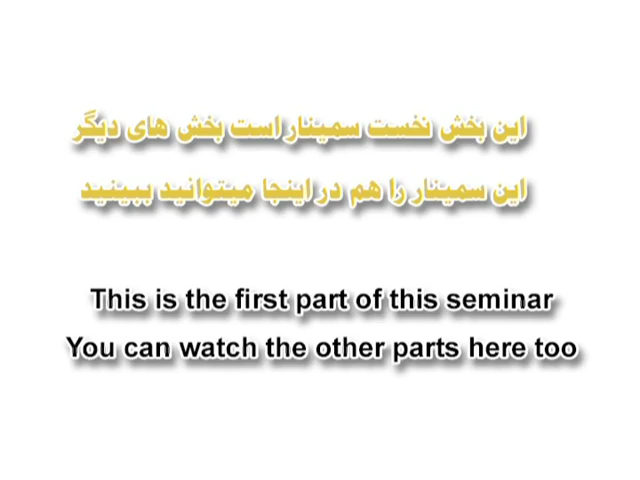 این بخش نخست سمینار است بخش های دیگر
این سمینار را هم در اینجا میتوانید ببینید
This is the first part of this seminar
You can watch the other parts here too